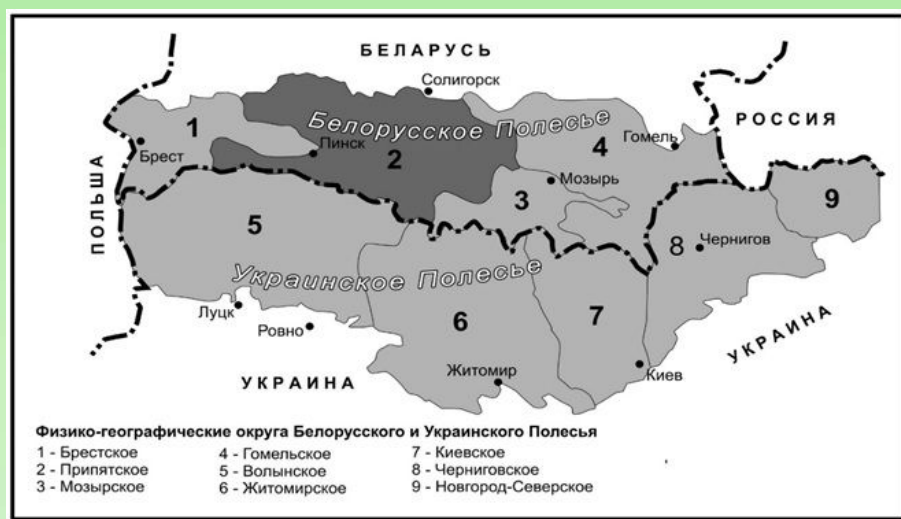 БЕЛАРУСЬ
Солигорск
Белорусское Полесье
РОССИЯ
1
4
Гомель
Брест
Пинск
2
Мозырь
ПОЛЬША
3
9
5
8
Чернигов
Украинское Полесье
Луцк
Ровно
6
7
УКРАИНА
УКРАИНА
Житомир
Киев
Физико-географические округа Белорусского и Украинского Полесья
1 - Брестское 4 - Гомельское 7 - Киевское
2 - Припятское 5 - Волынское 8 - Черниговское
3 - Мозырское 6 - Житомирское 9 - Новгород-Северское